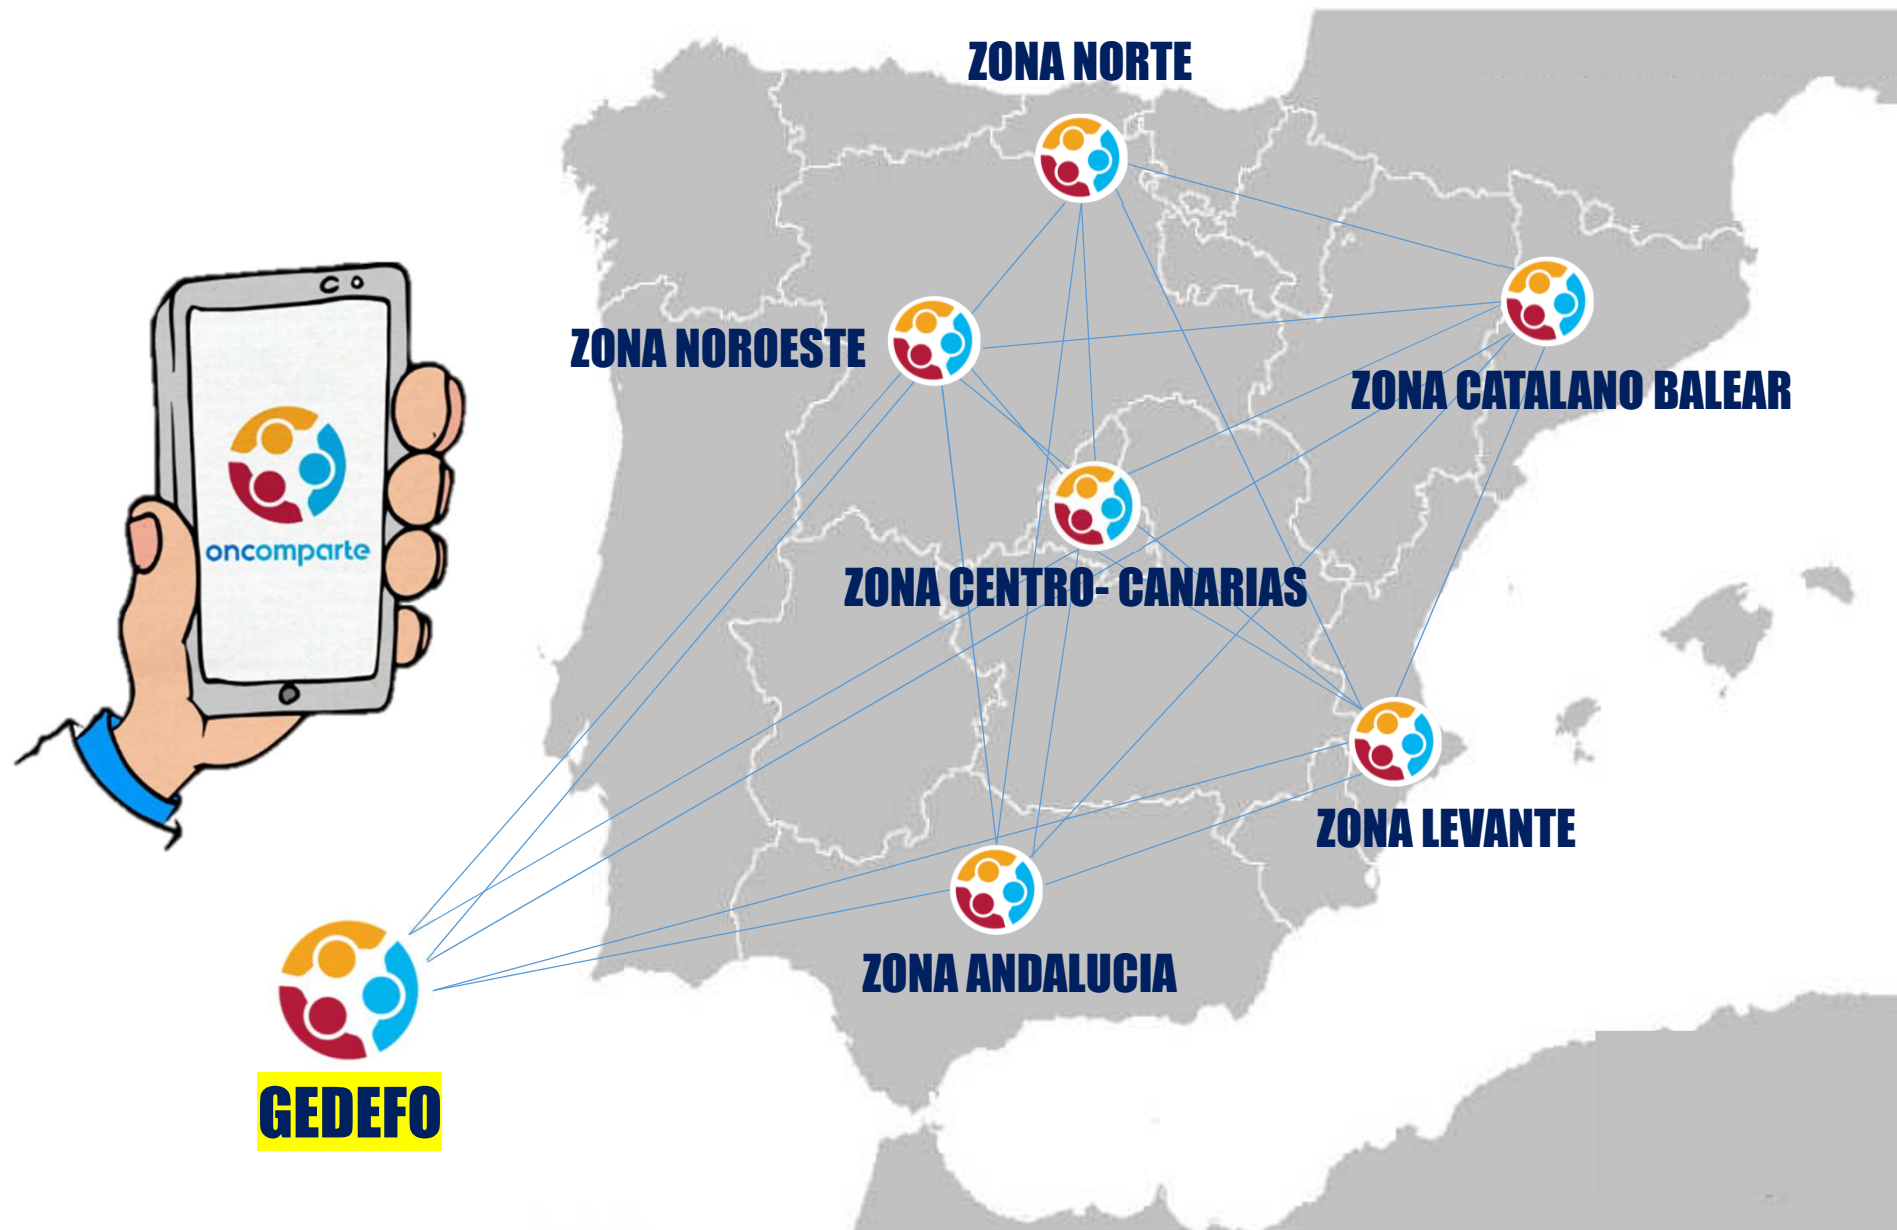 ZONA NORTE
ZONA NOROESTE
ZONA CATALANO BALEAR
oncomparte
ZONA CENTRO- CANARIAS
ZONA LEVANTE
ZONA ANDALUCIA
GEDEFO